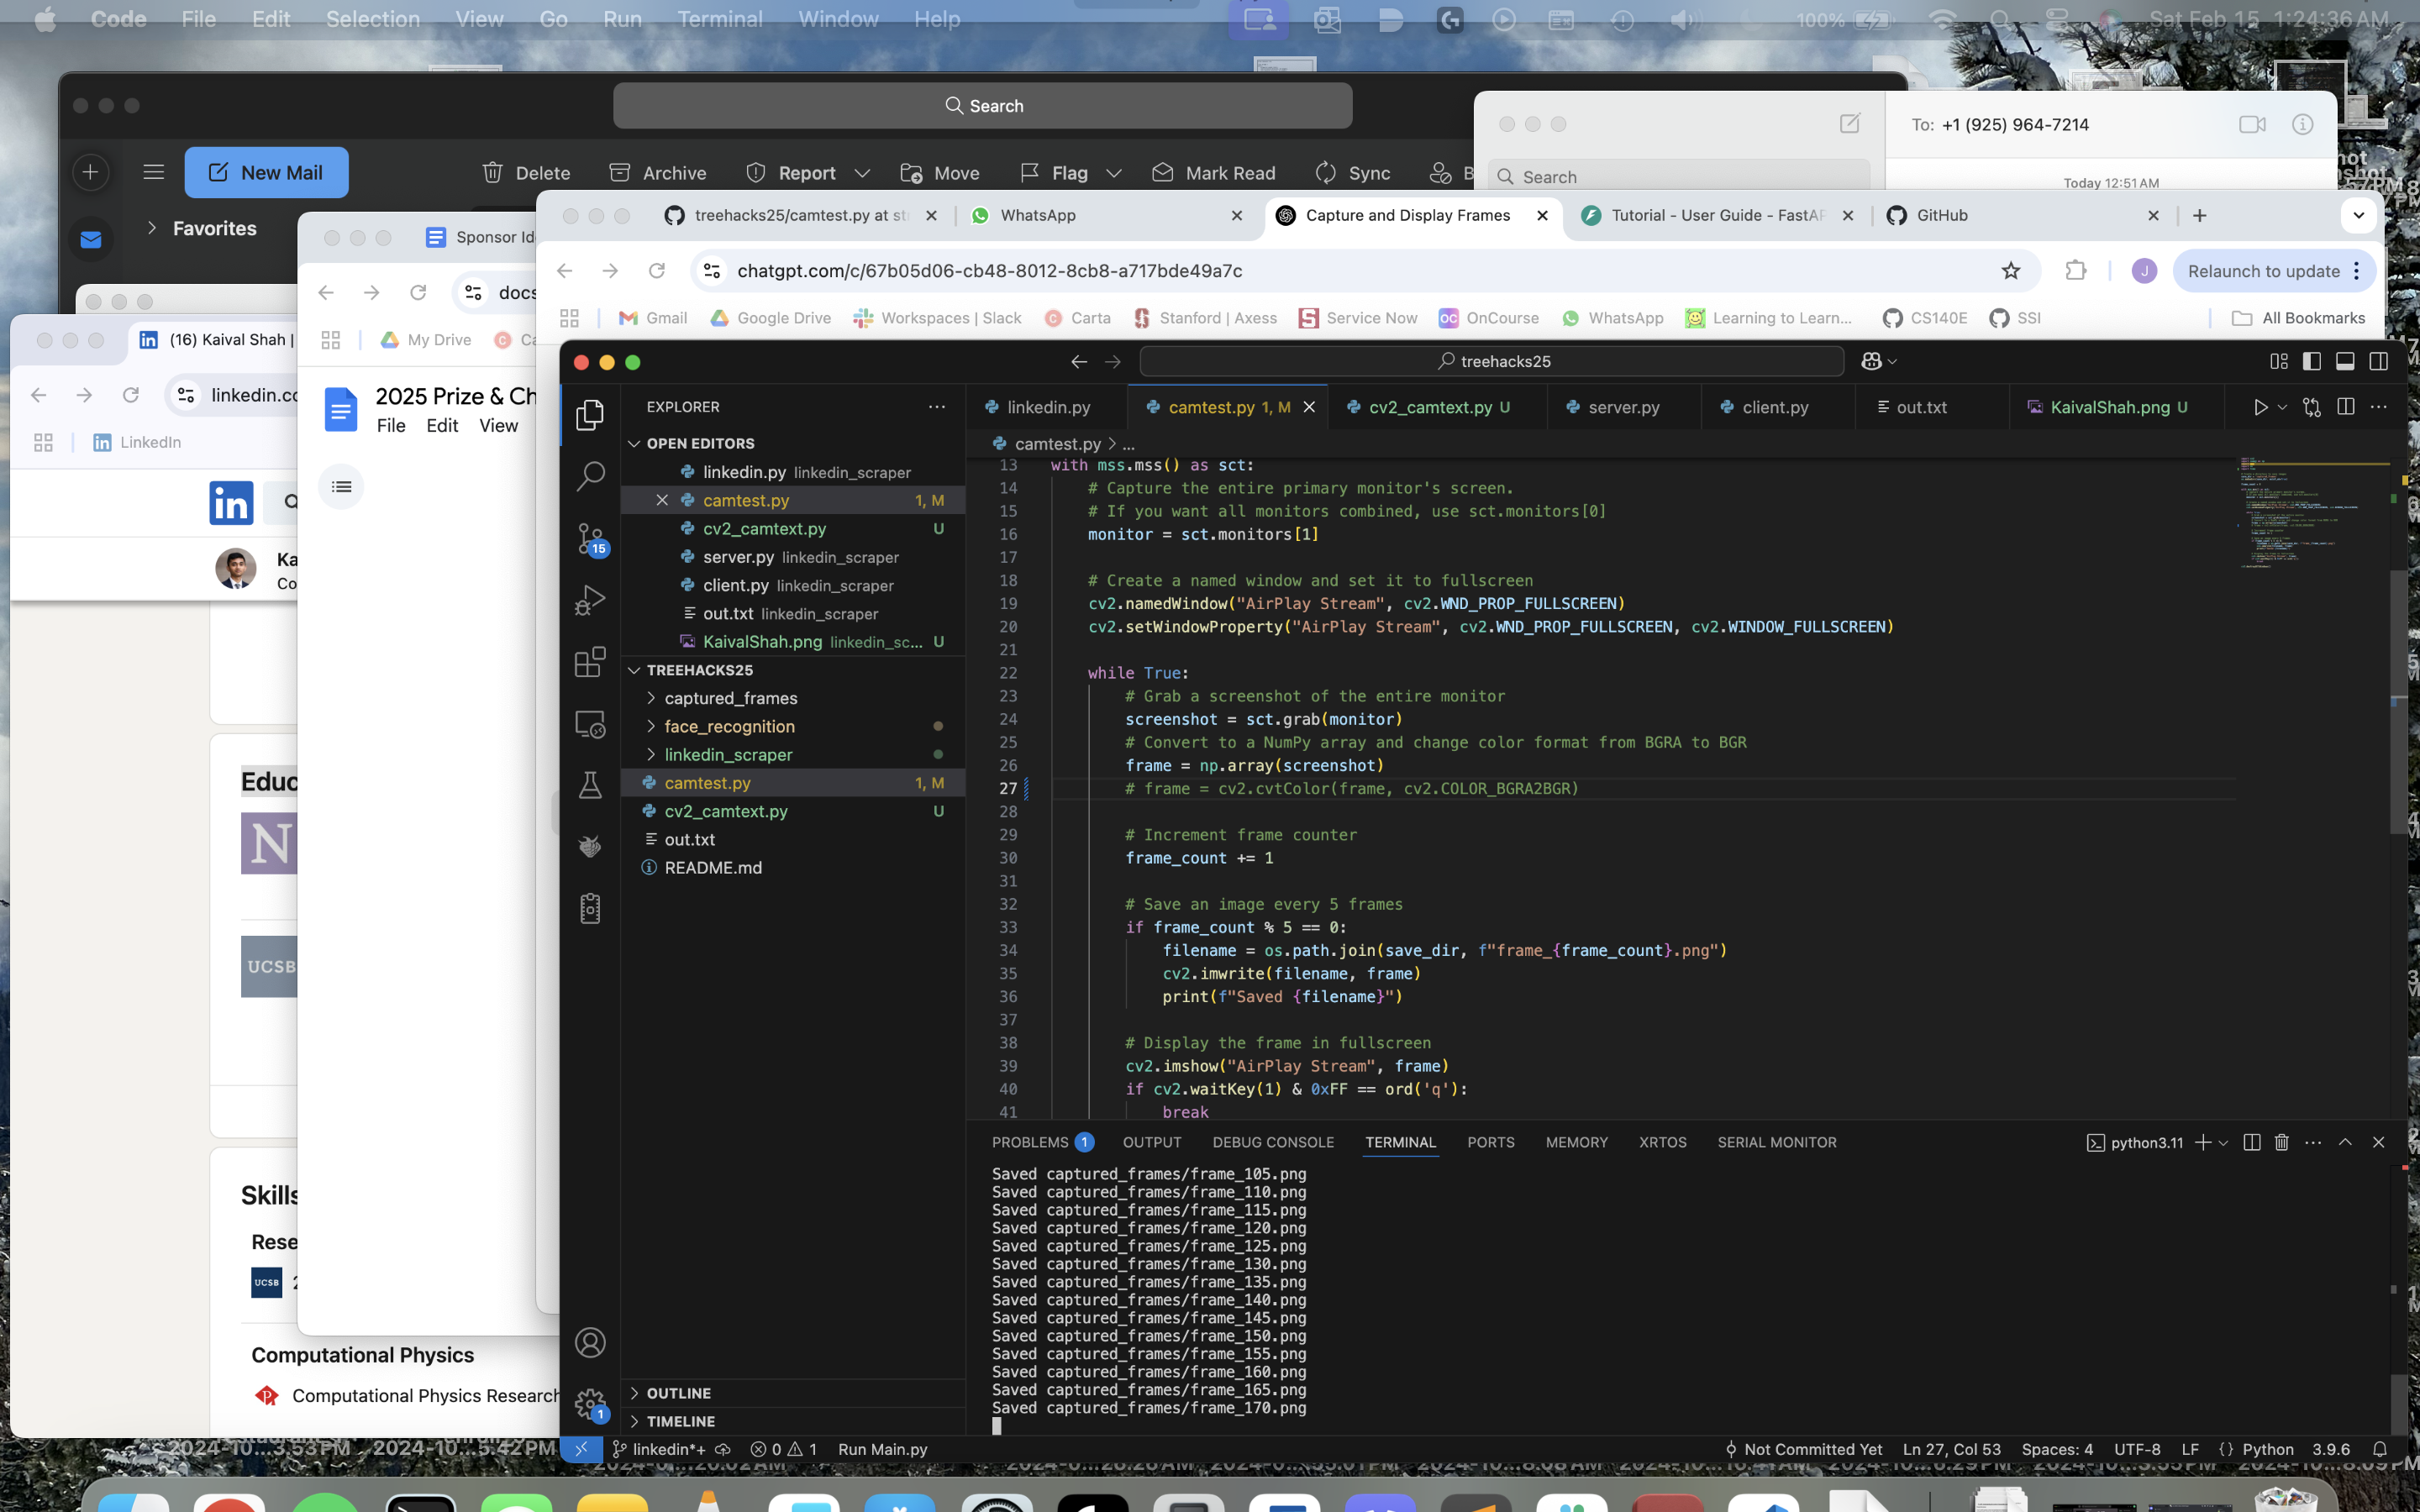 Code File Edit Selection View Go Run Terminal Window Help 100% Sat Feb 15 1:24:36 AM
Search
New Mail Delete Archive Report Move Flag Mark Read Sync B
Favorites
To: +1 (925) 964-7214
Search
Today 12:51 AM
Sponsor Id
docs
My Drive
2025 Prize & Ch
File Edit View
(16) Kaival Shah |
linkedin.co
LinkedIn
in
Ka
Co
Educ
N
UCSB
Skills
Rese
UCSB
Computational Physics
Computational Physics Research
treehacks25/camtest.py at str WhatsApp Capture and Display Frames Tutorial - User Guide - FastAP GitHub
chatgpt.com/c/67b05d06-cb48-8012-8cb8-a717bde49a7c J Relaunch to update
Gmail Google Drive Workspaces | Slack Carta Stanford | Axess Service Now OnCourse WhatsApp Learning to Learn... CS140E SSI All Bookmarks
treehacks25
EXPLORER
OPEN EDITORS
linkedin.py linkedin_scraper
camtest.py 1, M
cv2_camtext.py U
server.py linkedin_scraper
client.py linkedin_scraper
out.txt linkedin_scraper
KaivalShah.png linkedin_sc... U
TREEHACKS25
captured_frames
face_recognition
linkedin_scraper
camtest.py 1, M
cv2_camtext.py U
out.txt
README.md
OUTLINE
TIMELINE
15
1
linkedin.py camtest.py 1, M cv2_camtext.py U server.py client.py out.txt KaivalShah.png U
camtest.py > ...
13 with mss.mss() as sct:
14 # Capture the entire primary monitor's screen.
15 # If you want all monitors combined, use sct.monitors[0]
16 monitor = sct.monitors[1]
17
18 # Create a named window and set it to fullscreen
19 cv2.namedWindow("AirPlay Stream", cv2.WND_PROP_FULLSCREEN)
20 cv2.setWindowProperty("AirPlay Stream", cv2.WND_PROP_FULLSCREEN, cv2.WINDOW_FULLSCREEN)
21
22 while True:
23 # Grab a screenshot of the entire monitor
24 screenshot = sct.grab(monitor)
25 # Convert to a NumPy array and change color format from BGRA to BGR
26 frame = np.array(screenshot)
27 # frame = cv2.cvtColor(frame, cv2.COLOR_BGRA2BGR)
28
29 # Increment frame counter
30 frame_count += 1
31
32 # Save an image every 5 frames
33 if frame_count % 5 == 0:
34 filename = os.path.join(save_dir, f"frame_{frame_count}.png")
35 cv2.imwrite(filename, frame)
36 print(f"Saved {filename}")
37
38 # Display the frame in fullscreen
39 cv2.imshow("AirPlay Stream", frame)
40 if cv2.waitKey(1) & 0xFF == ord('q'):
41 break
PROBLEMS 1 OUTPUT DEBUG CONSOLE TERMINAL PORTS MEMORY XRTOS SERIAL MONITOR python3.11
Saved captured_frames/frame_105.png
Saved captured_frames/frame_110.png
Saved captured_frames/frame_115.png
Saved captured_frames/frame_120.png
Saved captured_frames/frame_125.png
Saved captured_frames/frame_130.png
Saved captured_frames/frame_135.png
Saved captured_frames/frame_140.png
Saved captured_frames/frame_145.png
Saved captured_frames/frame_150.png
Saved captured_frames/frame_155.png
Saved captured_frames/frame_160.png
Saved captured_frames/frame_165.png
Saved captured_frames/frame_170.png
linkedin*+ 0 1 Run Main.py Not Committed Yet Ln 27, Col 53 Spaces: 4 UTF-8 LF {} Python 3.9.6
2024-10...3.53 PM 2024-10...5.42 PM